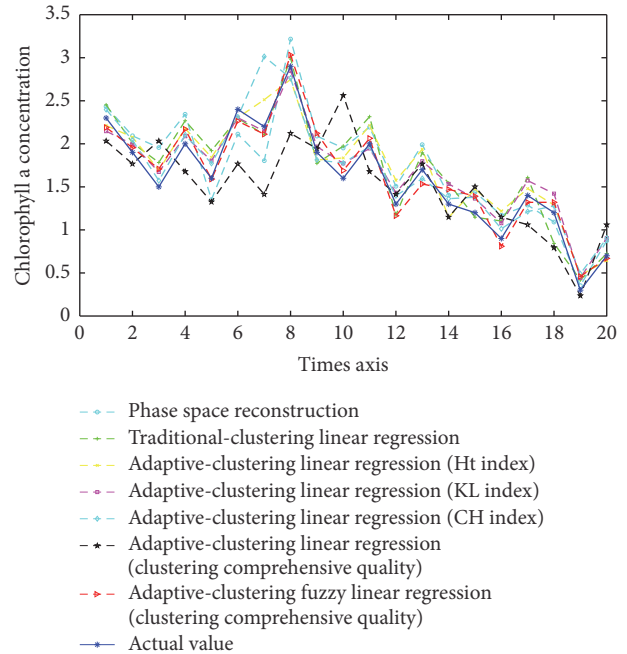 3.5
3
2.5
2
1.5
1
0.5
0
Chlorophyll a concentration
0 2 4 6 8 10 12 14 16 18 20
Times axis
Phase space reconstruction
Traditional-clustering linear regression
Adaptive-clustering linear regression (Ht index)
Adaptive-clustering linear regression (KL index)
Adaptive-clustering linear regression (CH index)
Adaptive-clustering linear regression
(clustering comprehensive quality)
Adaptive-clustering fuzzy linear regression
(clustering comprehensive quality)
Actual value